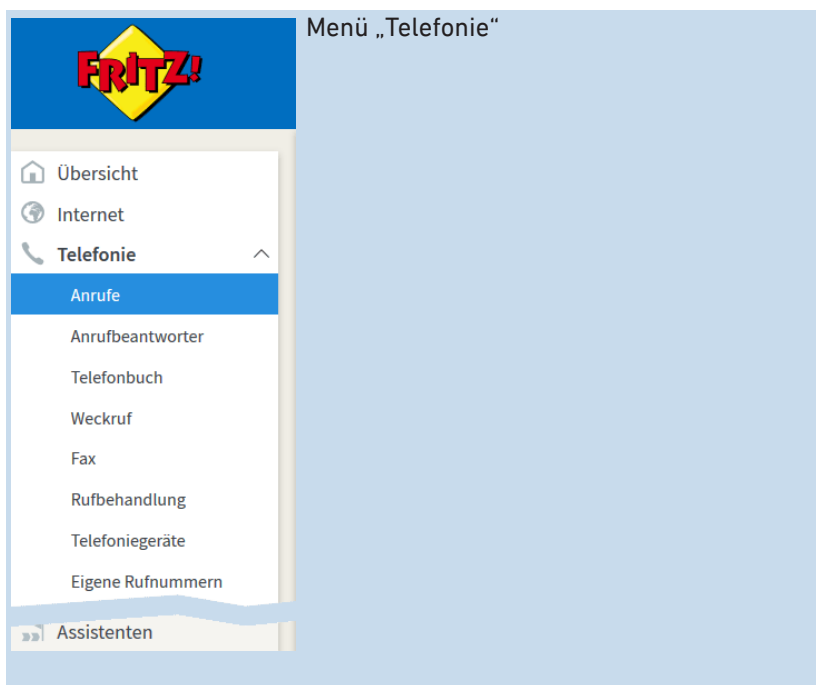 FRITZ!
Menü „Telefonie“
Übersicht
Internet
Telefonie
Anrufe
Anrufbeantworter
Telefonbuch
Weckruf
Fax
Rufbehandlung
Telefoniegeräte
Eigene Rufnummern
Assistenten